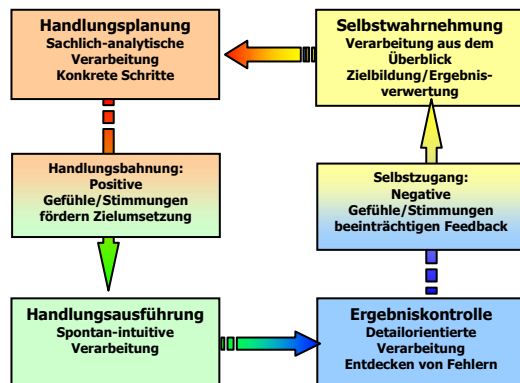 Handlungsplanung
Sachlich-analytische
Verarbeitung
Konkrete Schritte
Selbstwahrnehmung
Verarbeitung aus dem
Überblick
Zielbildung/Ergebnis-
verwertung
Handlungsbahnung:
Positive
Gefühle/Stimmungen
fördern Zielumsetzung
Selbstzugang:
Negative
Gefühle/Stimmungen
beeinträchtigen Feedback
Handlungsausführung
Spontan-intuitive
Verarbeitung
Ergebniskontrolle
Detailorientierte
Verarbeitung
Entdecken von Fehlern